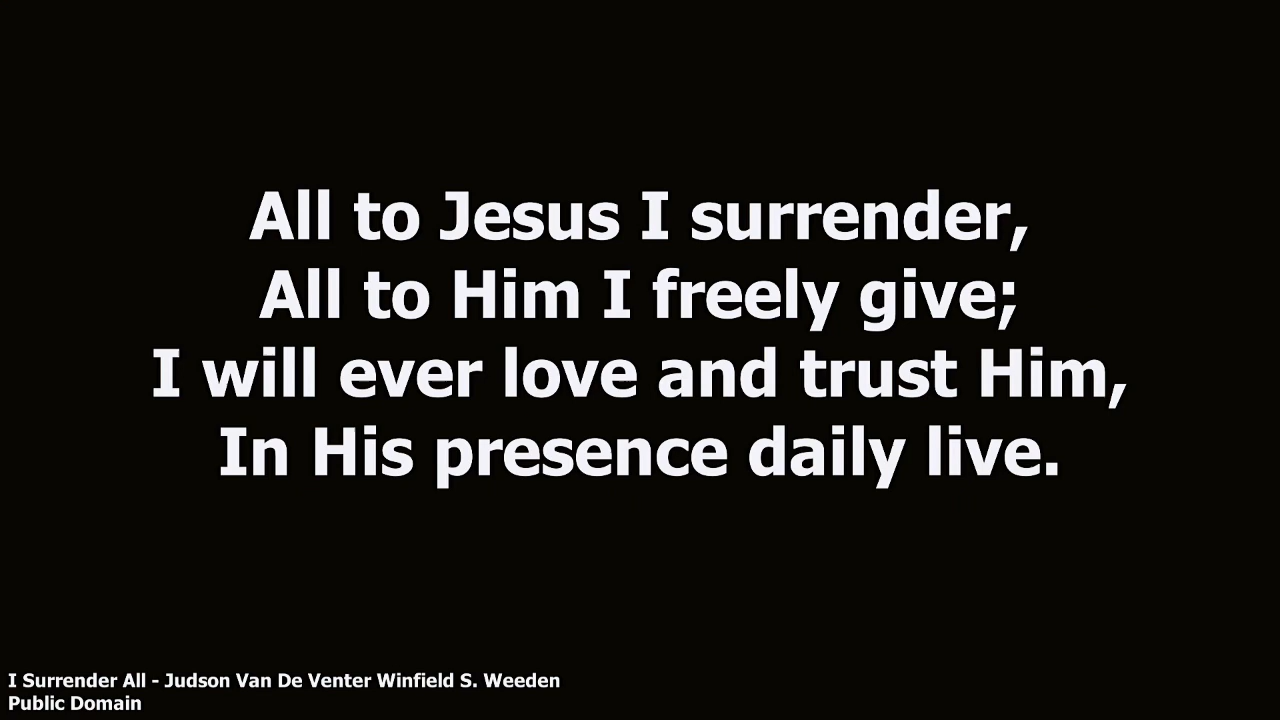 All to Jesus I surrender,
All to Him I freely give;
I will ever love and trust Him,
In His presence daily live.
I Surrender All - Judson Van De Venter Winfield S. Weeden
Public Domain